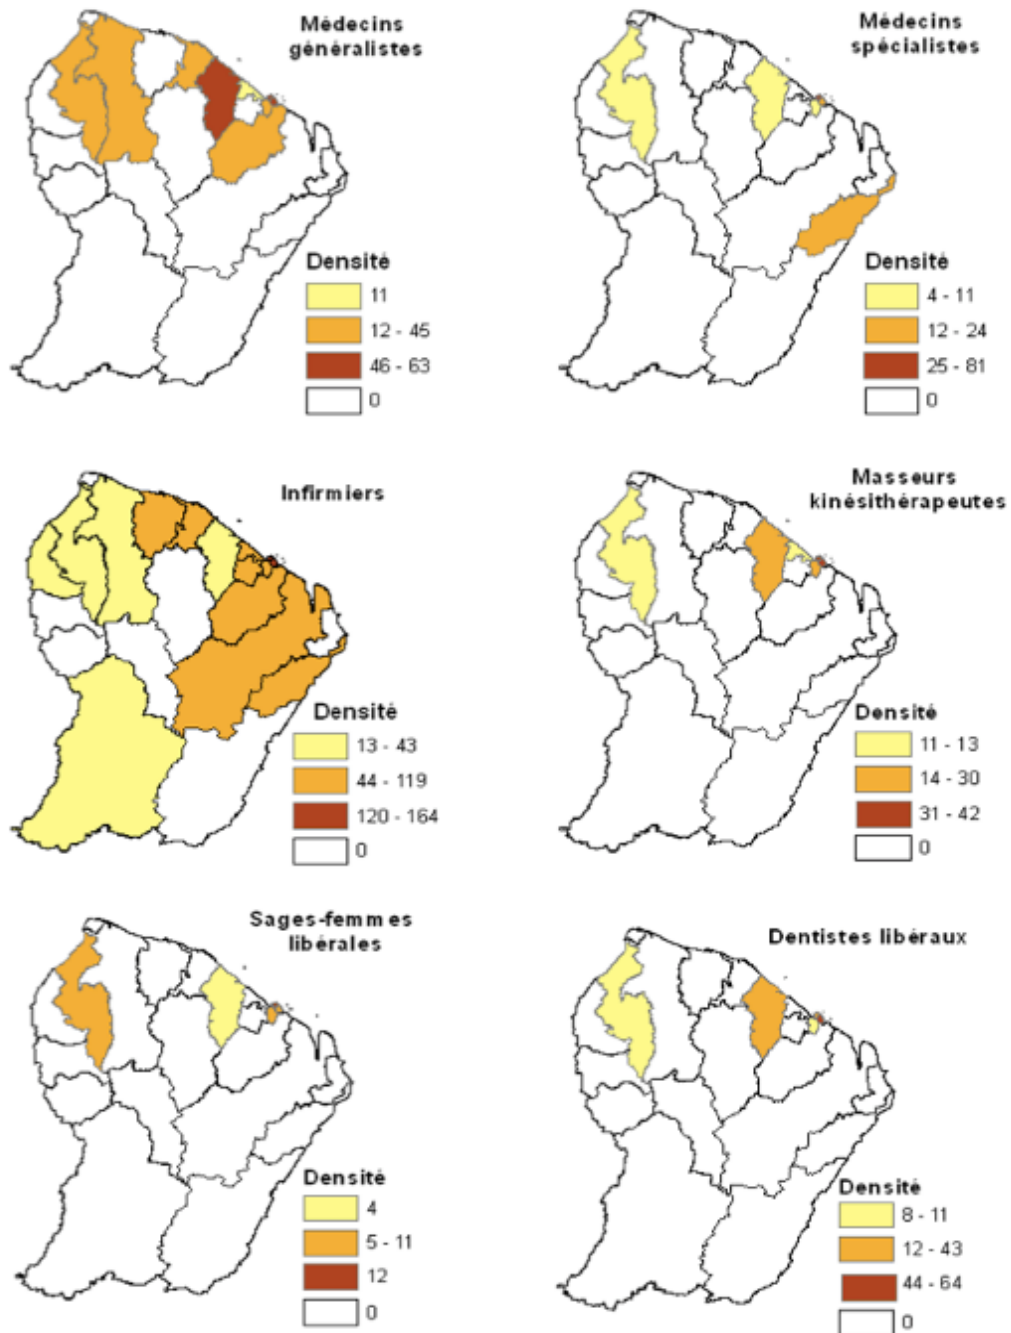 Médecins
généralistes
Densité
11
12 - 45
46 - 63
0
Médecins
spécialistes
Densité
4 - 11
12 - 24
25 - 81
0
Infirmiers
Densité
13 - 43
44 - 119
120 - 164
0
Masseurs
kinésithérapeutes
Densité
11 - 13
14 - 30
31 - 42
0
Sages-femmes
libérales
Densité
4
5 - 11
12
0
Dentistes libéraux
Densité
8 - 11
12 - 43
44 - 64
0